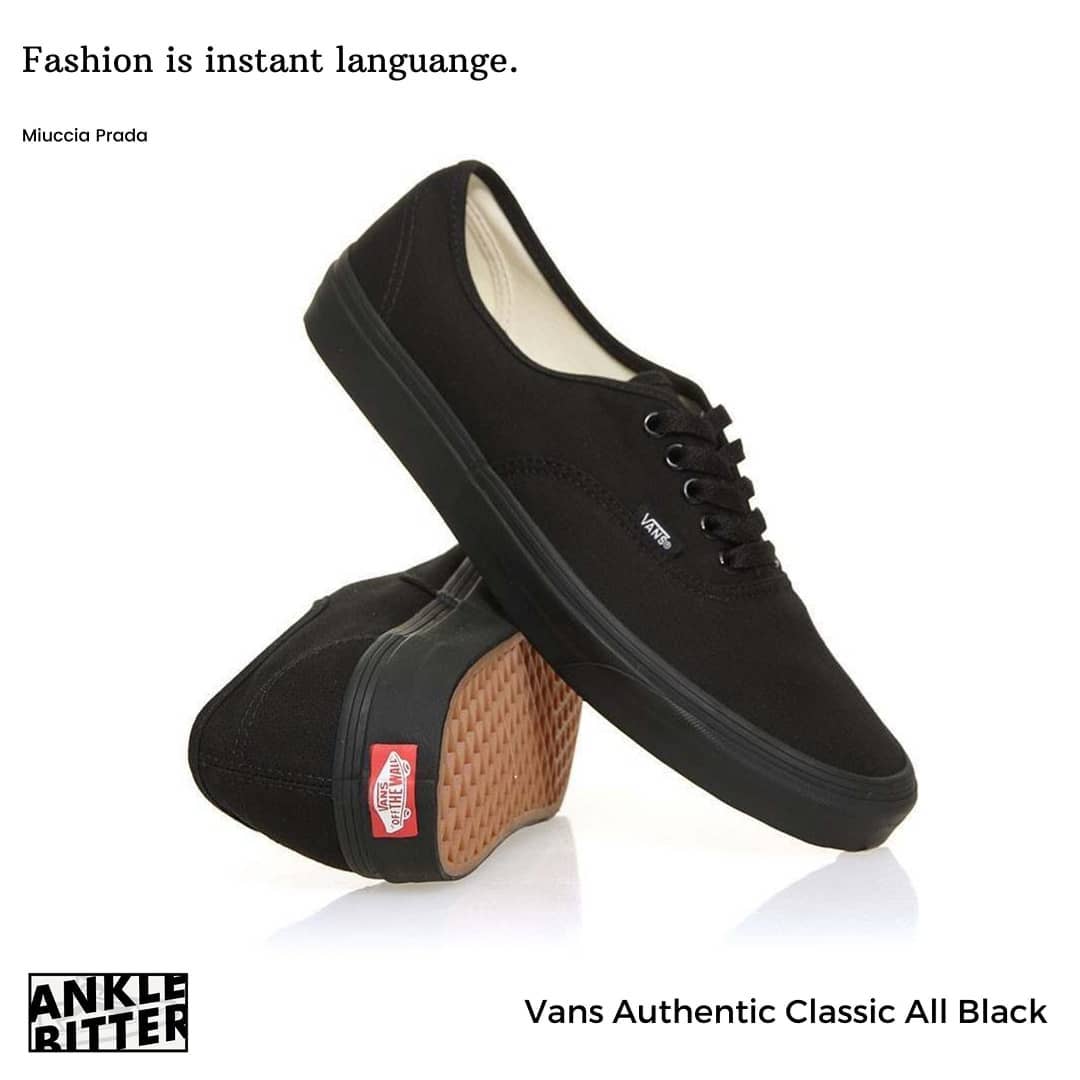 Fashion is instant languange.
Miuccia Prada
VANS®
VANS
"OFF THE WALL"
ANKLE
BITTER
Vans Authentic Classic All Black